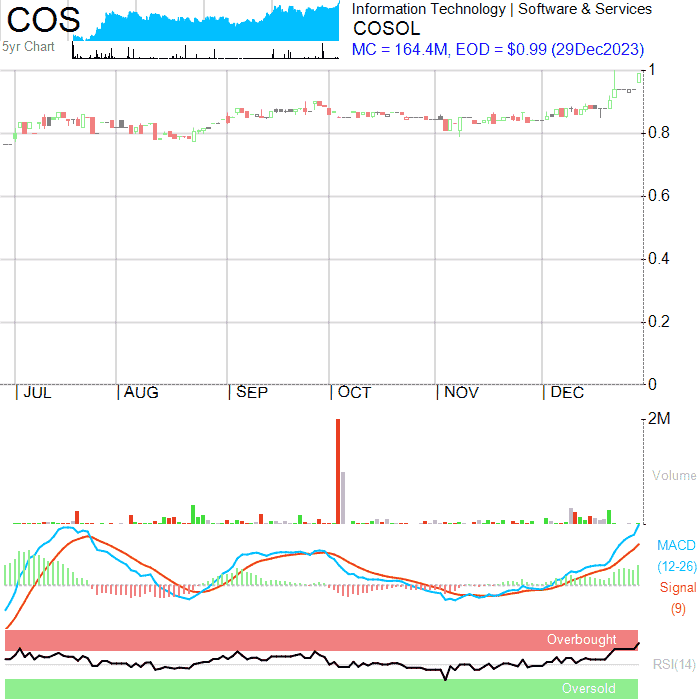 COS
5yr Chart
Information Technology | Software & Services
COSOL
MC = 164.4M, EOD = $0.99 (29Dec2023)
1
0.8
0.6
0.4
0.2
0
| JUL | AUG | SEP | OCT | NOV | DEC
2M
Volume
MACD
(12-26)
Signal
(9)
Overbought
RSI(14)
Oversold